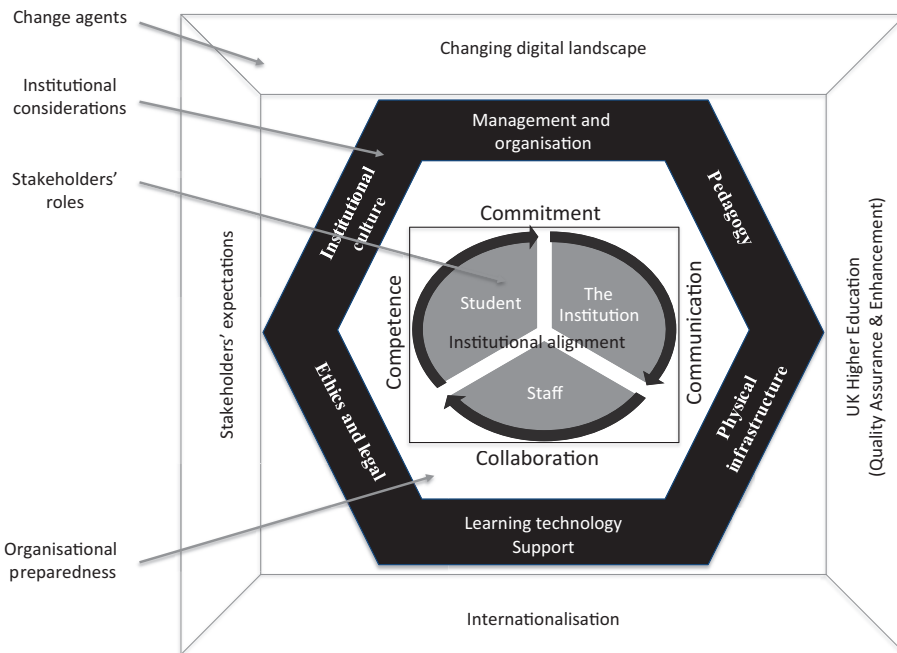 Change agents
Changing digital landscape
Institutional
considerations
Management and
organisation
Stakeholders'
roles
Institutional
culture
Pedagogy
Commitment
Stakeholders' expectations
Competence
Student
The
Institution
Communication
Institutional alignment
Staff
UK Higher Education
(Quality Assurance & Enhancement)
Ethics and legal
Physical
infrastructure
Collaboration
Organisational
preparedness
Learning technology
Support
Internationalisation